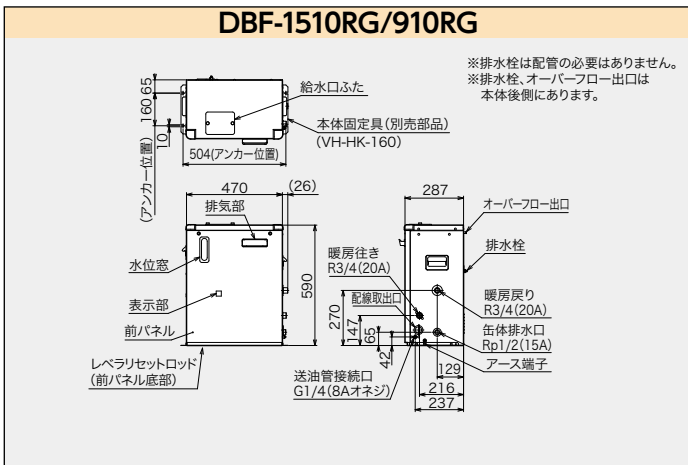 DBF-1510RG/910RG
※排水栓は配管の必要はありません。
※排水栓、オーバーフロー出口は
本体後側にあります。
65
160
10
(アンカー位置)
給水口ふた
本体固定具(別売部品)
(VH-HK-160)
504(アンカー位置)
470
(26)
排気部
水位窓
表示部
前パネル
レベラリセットロッド
(前パネル底部)
590
287
オーバーフロー出口
排水栓
暖房往き
R3/4(20A)
配線取出口
270
147
65
42
暖房戻り
R3/4(20A)
缶体排水口
Rp1/2(15A)
アース端子
送油管接続口
G1/4(8Aオネジ)
129
216
237